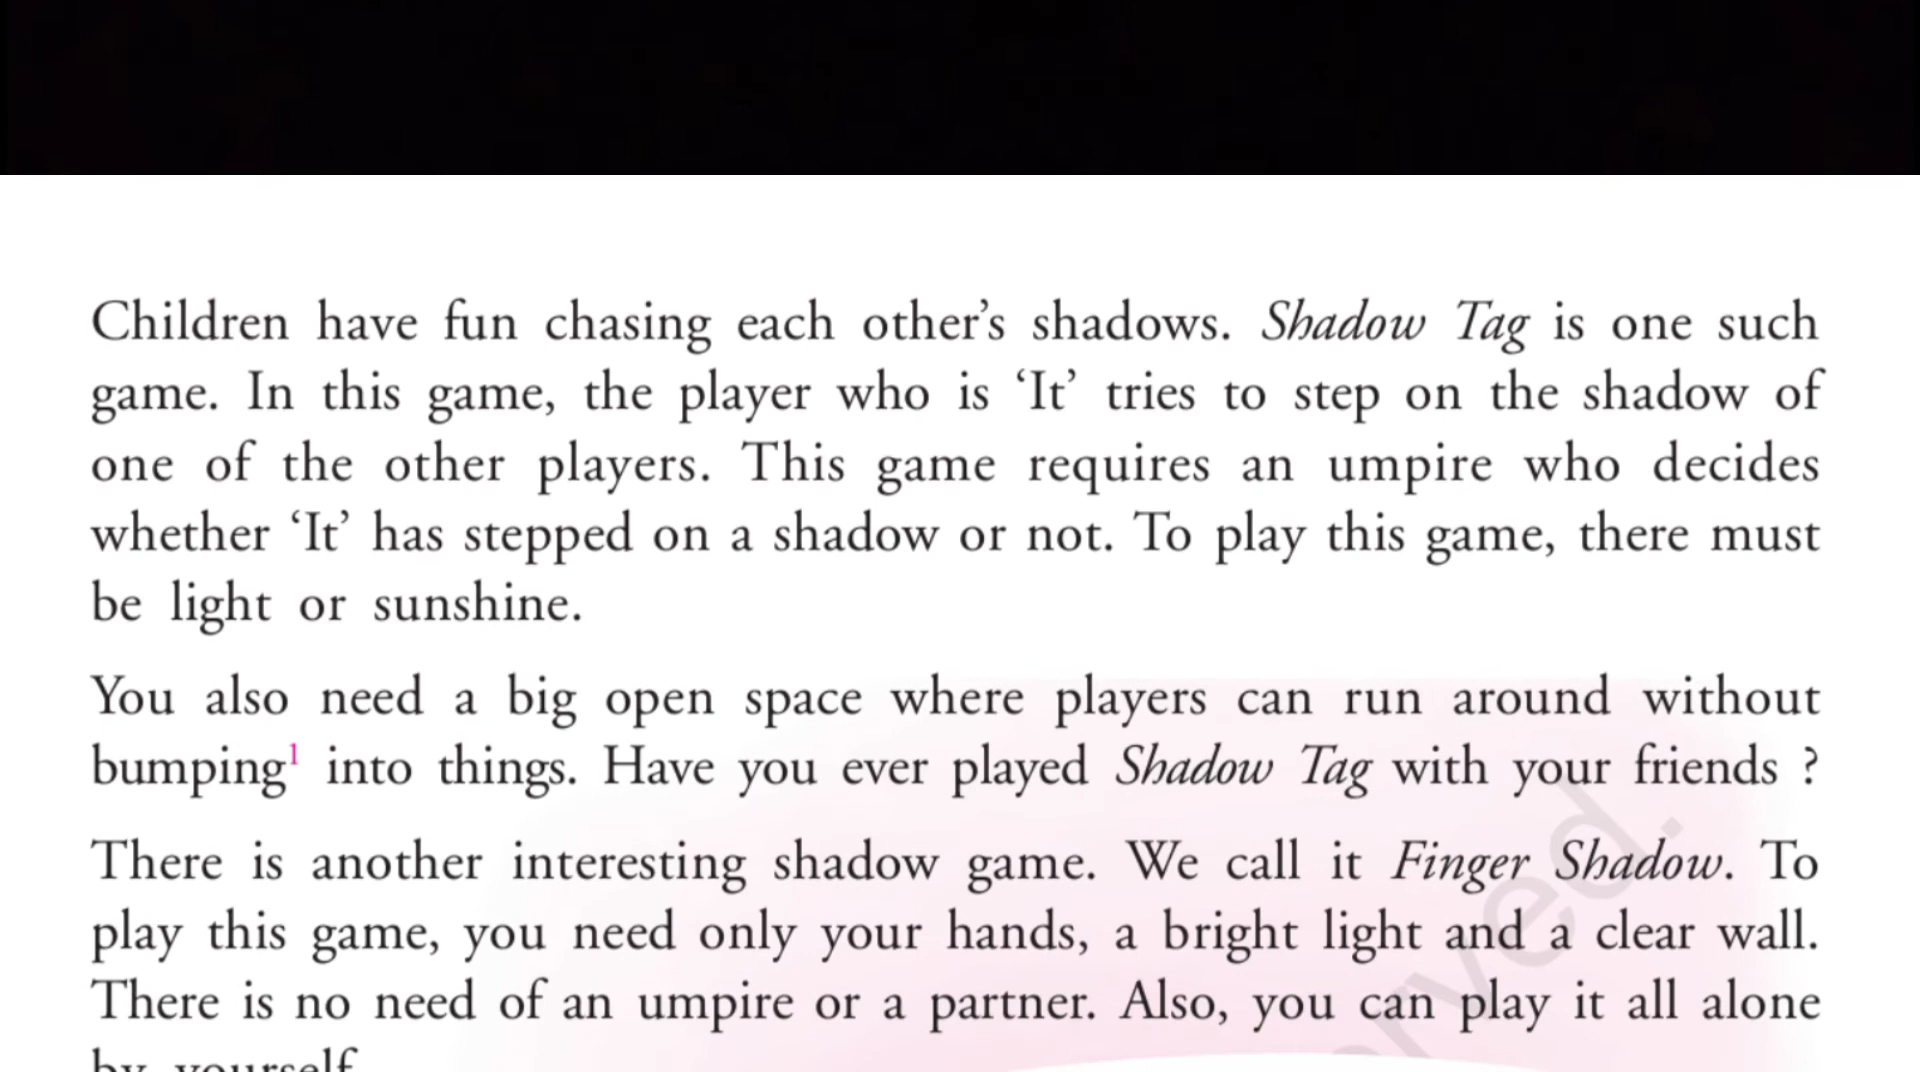 Children have fun chasing each other’s shadows. Shadow Tag is one such
game. In this game, the player who is ‘It’ tries to step on the shadow of
one of the other players. This game requires an umpire who decides
whether ‘It’ has stepped on a shadow or not. To play this game, there must
be light or sunshine.
You also need a big open space where players can run around without
bumping¹ into things. Have you ever played Shadow Tag with your friends ?
There is another interesting shadow game. We call it Finger Shadow. To
play this game, you need only your hands, a bright light and a clear wall.
There is no need of an umpire or a partner. Also, you can play it all alone
by yourself